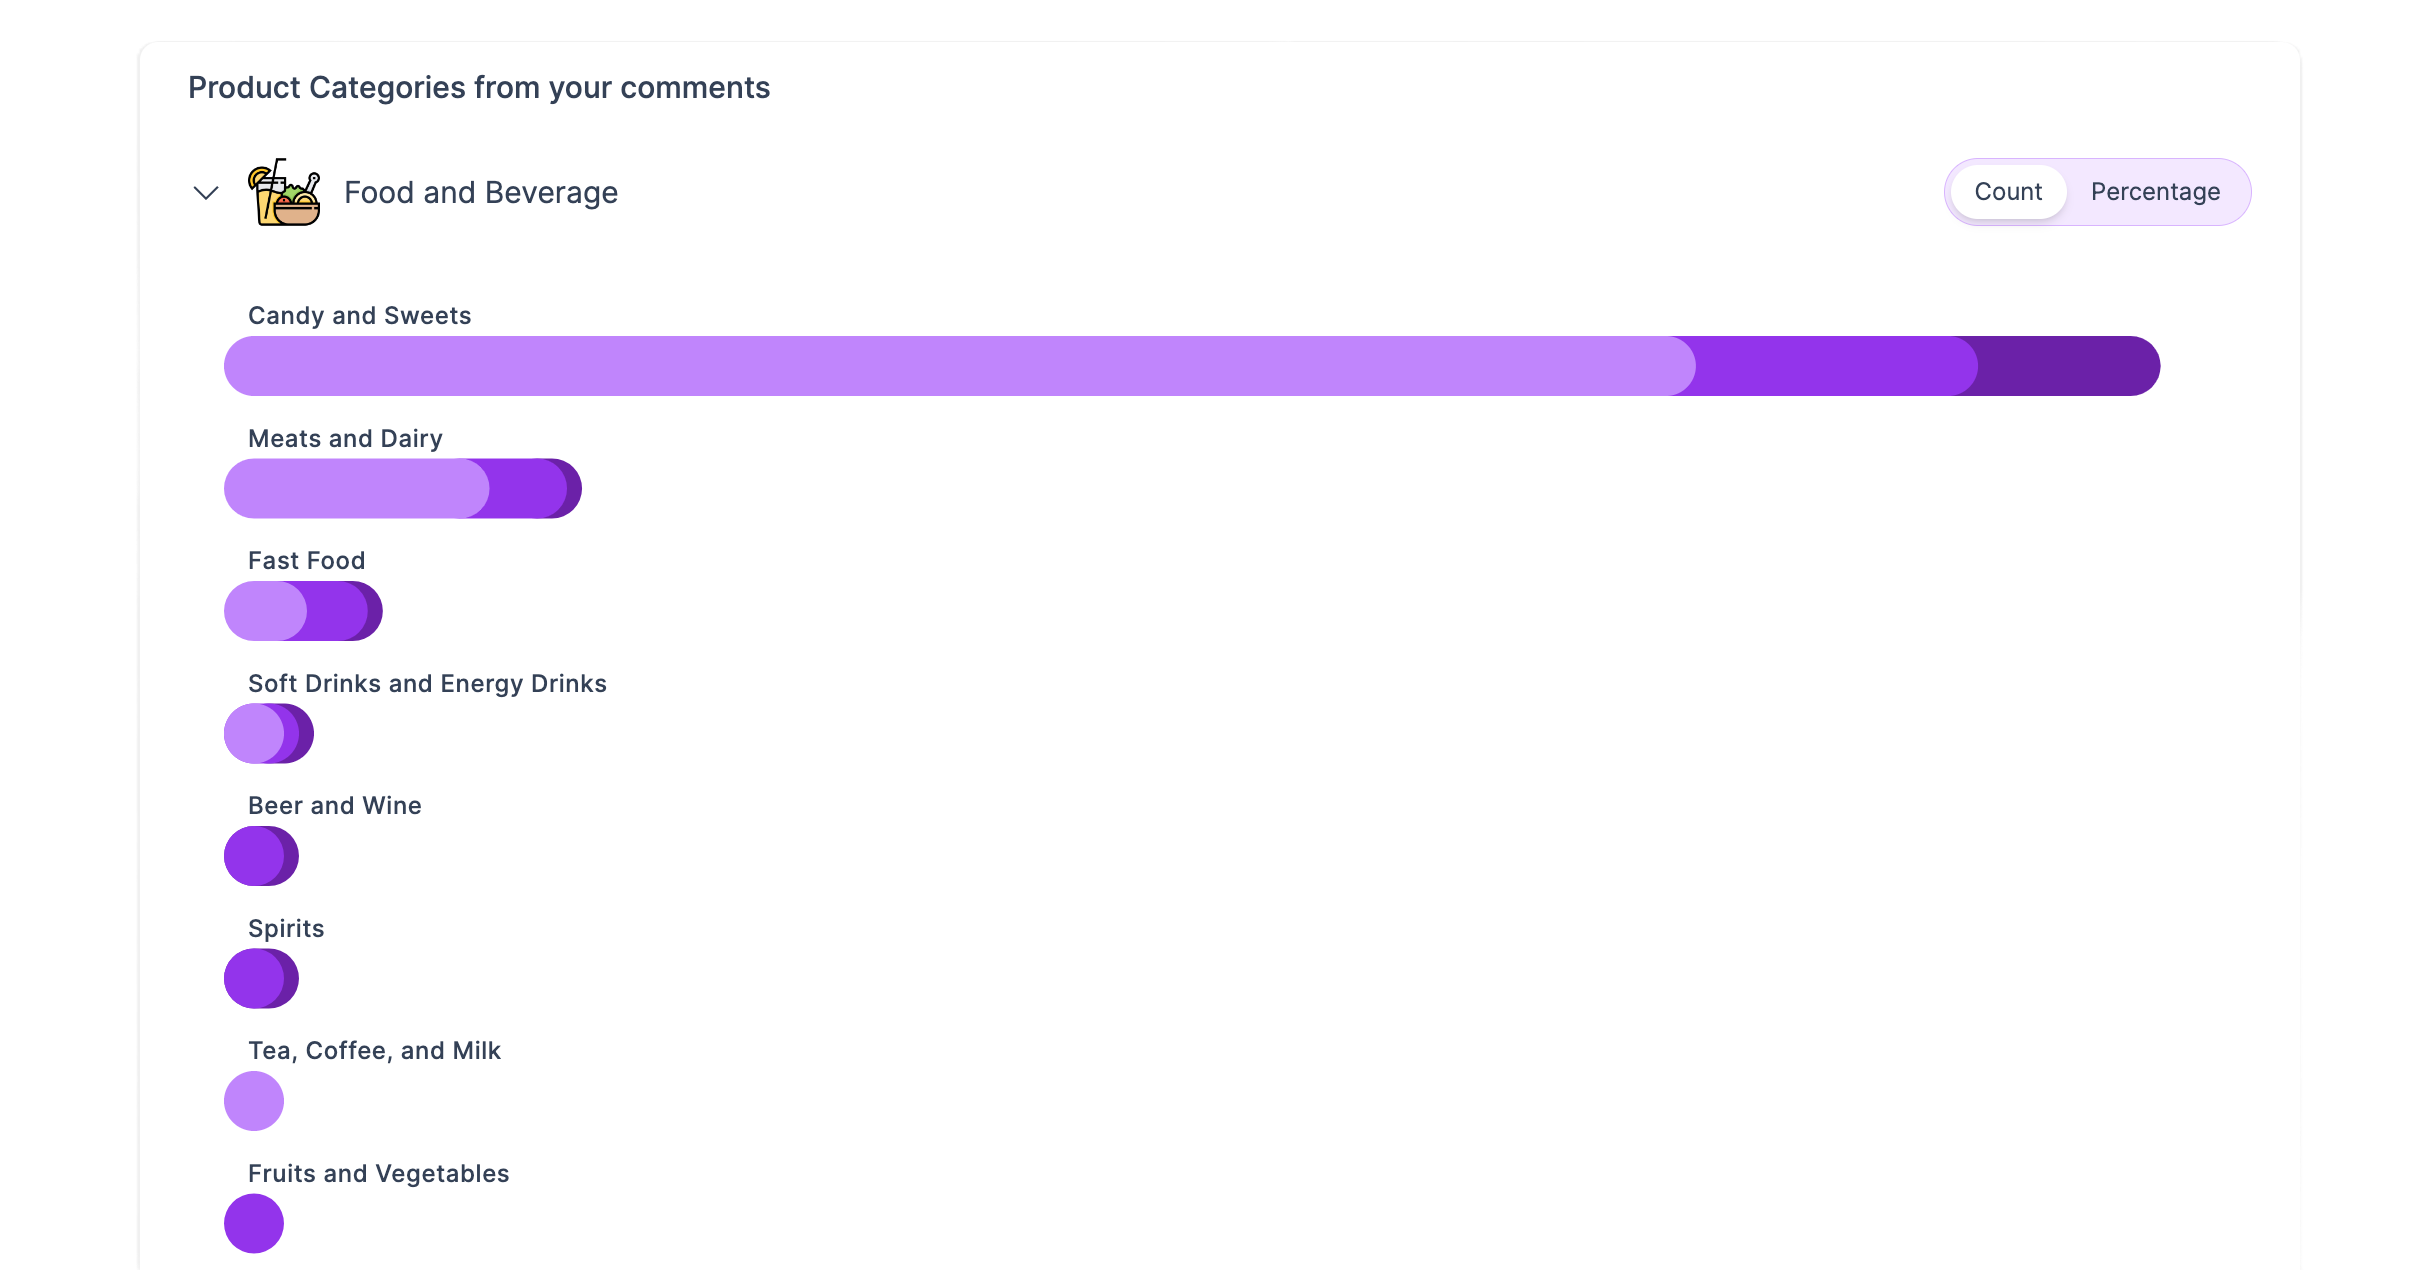 Product Categories from your comments
Food and Beverage
Count Percentage
Candy and Sweets
Meats and Dairy
Fast Food
Soft Drinks and Energy Drinks
Beer and Wine
Spirits
Tea, Coffee, and Milk
Fruits and Vegetables